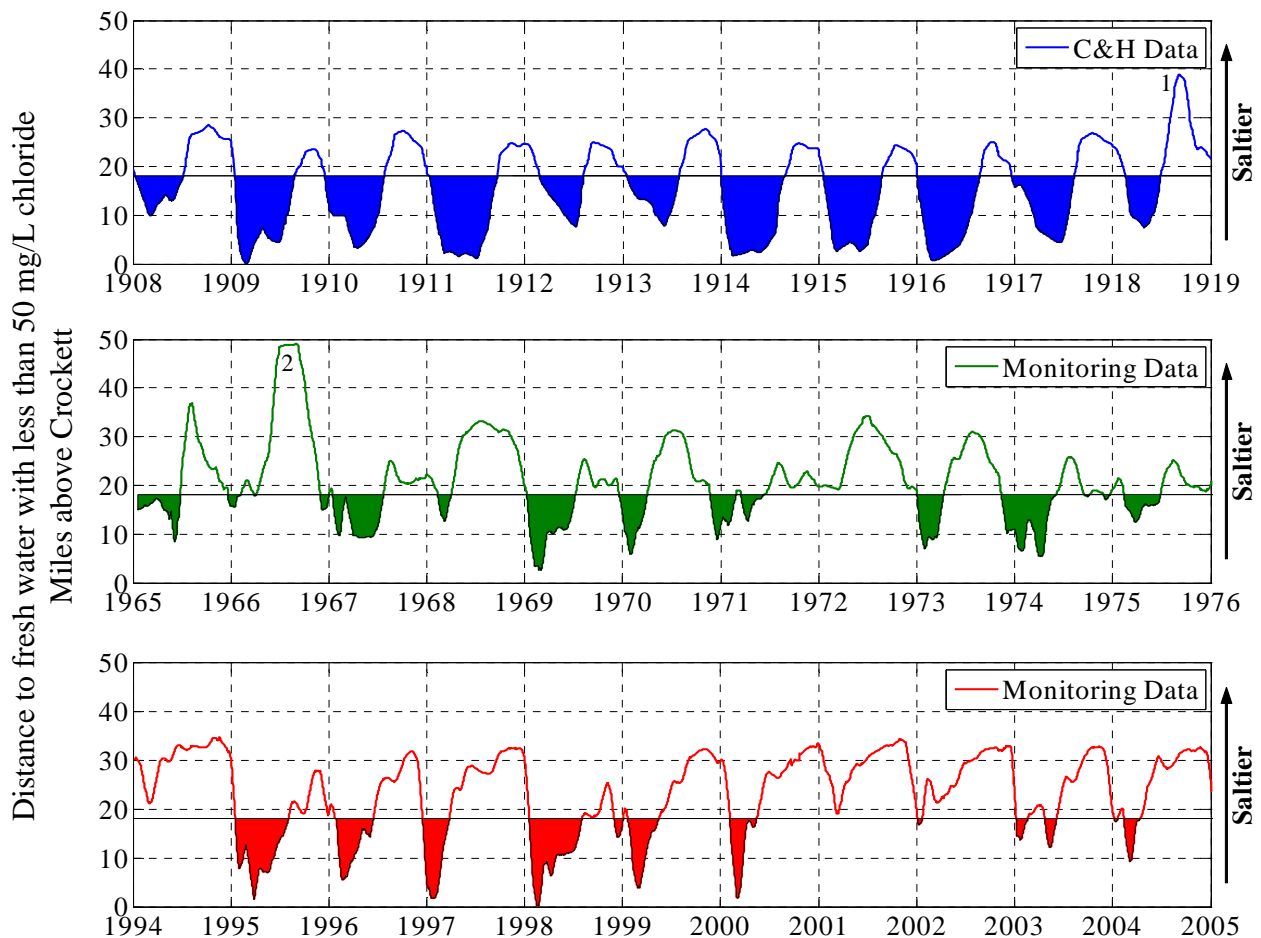 Distance to fresh water with less than 50 mg/L chloride
Miles above Crockett
50
40
30
20
10
0
C&H Data
1
Saltier
1908 1909 1910 1911 1912 1913 1914 1915 1916 1917 1918 1919
50
40
30
20
10
0
Monitoring Data
2
Saltier
1965 1966 1967 1968 1969 1970 1971 1972 1973 1974 1975 1976
50
40
30
20
10
0
Monitoring Data
Saltier
1994 1995 1996 1997 1998 1999 2000 2001 2002 2003 2004 2005